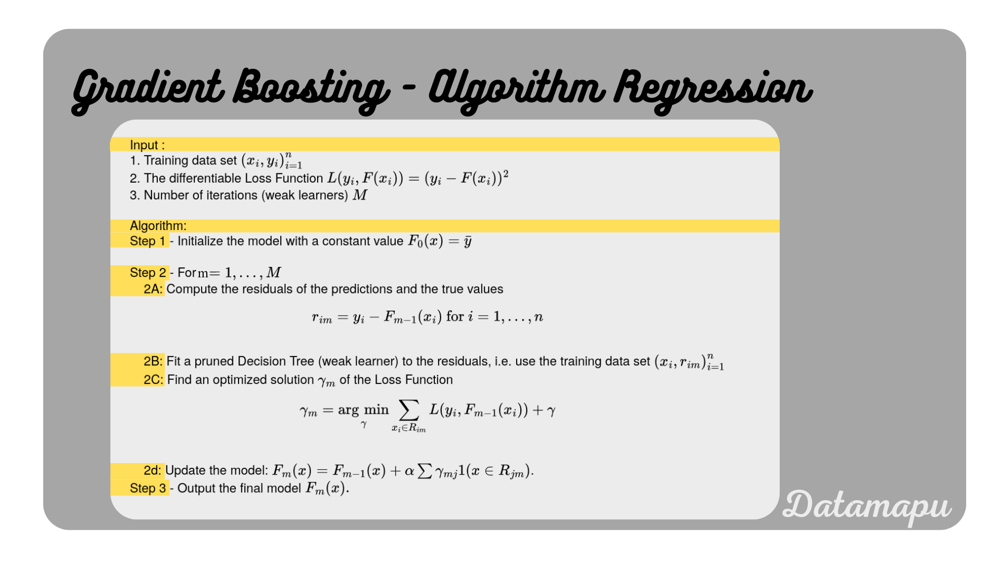 Gradient Boosting - Algorithm Regression
Input :
1. Training data set $(x_i, y_i)_{i=1}^n$
2. The differentiable Loss Function $L(y_i, F(x_i)) = (y_i - F(x_i))^2$
3. Number of iterations (weak learners) $M$
Algorithm:
Step 1 - Initialize the model with a constant value $F_0(x) = \bar{y}$
Step 2 - For m= $1, \ldots, M$
2A: Compute the residuals of the predictions and the true values
$r_{im} = y_i - F_{m-1}(x_i) \text{ for } i = 1, \ldots, n$
2B: Fit a pruned Decision Tree (weak learner) to the residuals, i.e. use the training data set $(x_i, r_{im})_{i=1}^n$
2C: Find an optimized solution $\gamma_m$ of the Loss Function
$\gamma_m = \underset{\gamma}{\arg\min} \sum_{x_i \in R_{im}} L(y_i, F_{m-1}(x_i)) + \gamma$
2d: Update the model: $F_m(x) = F_{m-1}(x) + \alpha \sum \gamma_{mj} 1(x \in R_{jm}).$
Step 3 - Output the final model $F_m(x).$
Datamapu